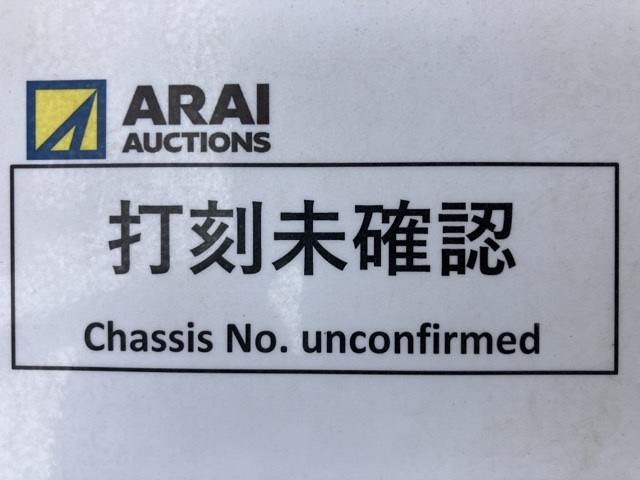 ARAI
AUCTIONS
打刻未確認
Chassis No. unconfirmed